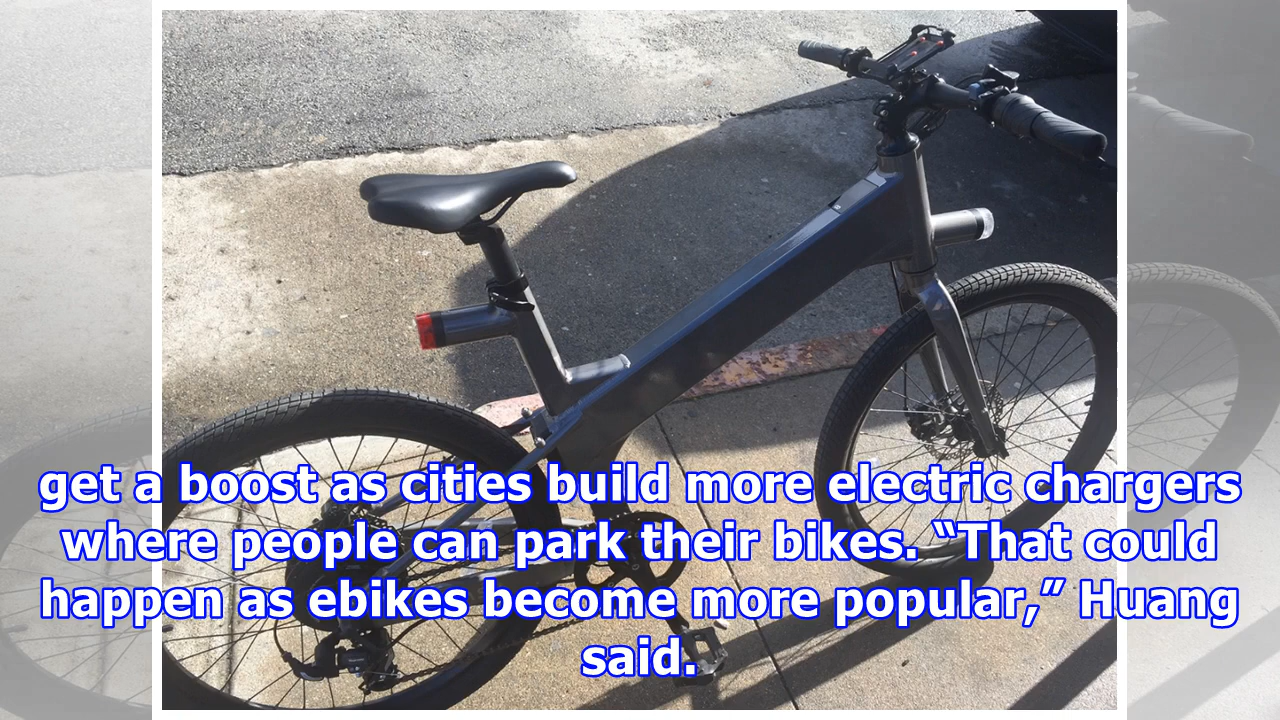 get a boost as cities build more electric chargers
where people can park their bikes. “That could
happen as ebikes become more popular,” Huang
said.